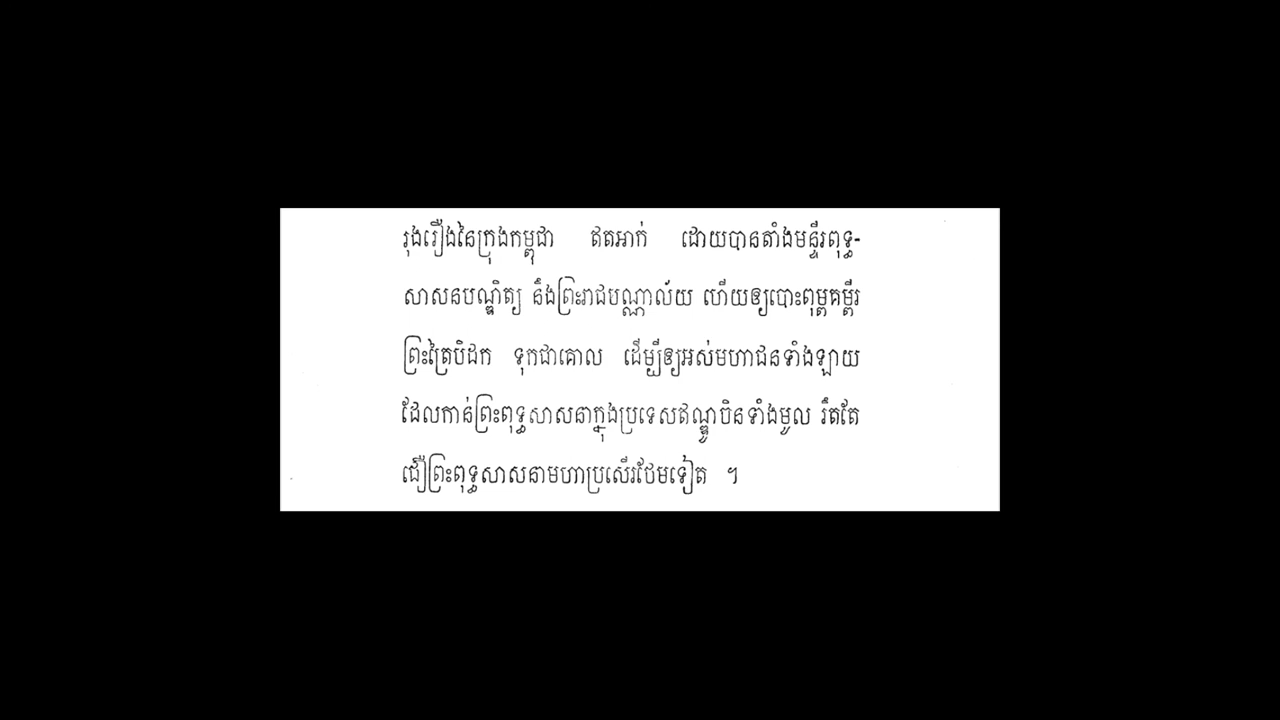 រុងរឿងនៃក្រុងកម្ពុជា ឥតអាក់ ដោយបានតាំងមន្ទីរពុទ្ធ-
សាសនបណ្ឌិត្យ នឹងព្រះរាជបណ្ណាល័យ ហើយឲ្យបោះពុម្ពគម្ពីរ
ព្រះត្រៃបិដក ទុកជាគោល ដើម្បីឲ្យអស់មហាជនទាំងឡាយ
ដែលកាន់ព្រះពុទ្ធសាសនាក្នុងប្រទេសឥណ្ឌូចិនទាំងមូល រឹតតែ
ជឿព្រះពុទ្ធសាសនាមហាប្រសើរថែមទៀត ។